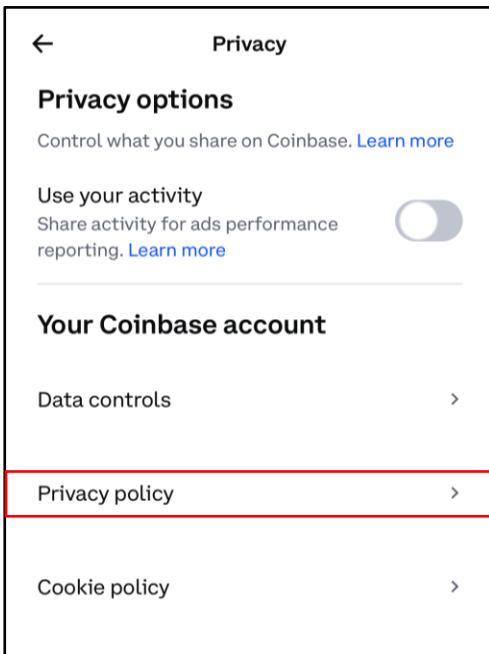 Privacy
Privacy options
Control what you share on Coinbase. Learn more
Use your activity
Share activity for ads performance
reporting. Learn more
Your Coinbase account
Data controls
Privacy policy
Cookie policy